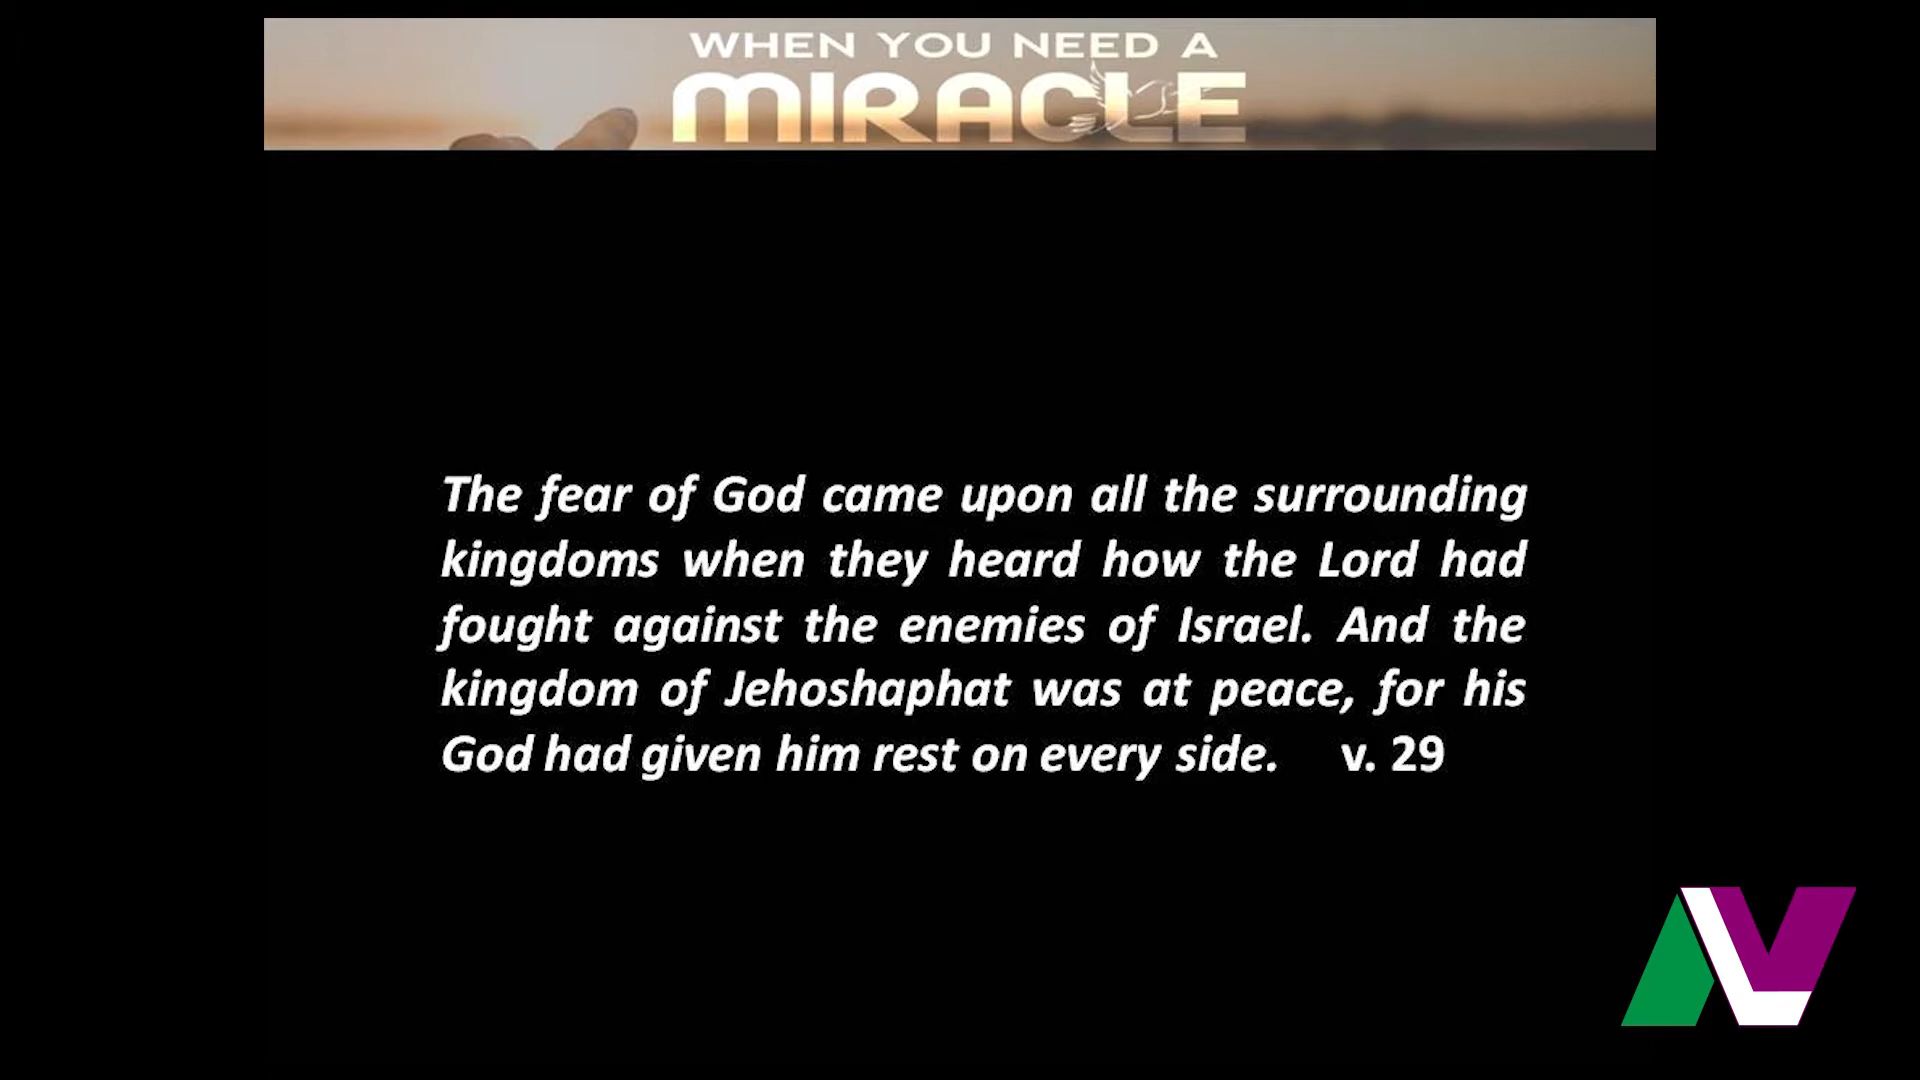 WHEN YOU NEED A
MIRACLE
The fear of God came upon all the surrounding
kingdoms when they heard how the Lord had
fought against the enemies of Israel. And the
kingdom of Jehoshaphat was at peace, for his
God had given him rest on every side. v. 29